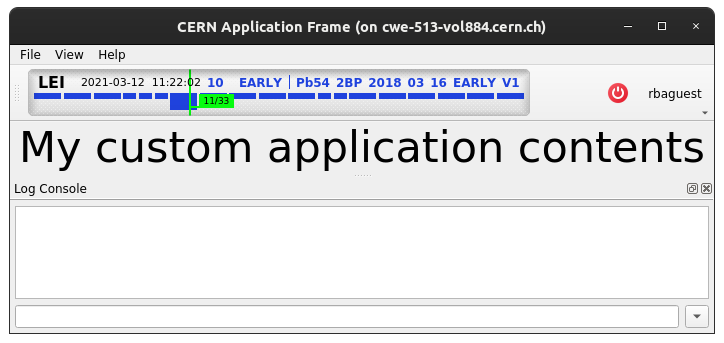 CERN Application Frame (on cwe-513-vol884.cern.ch)
File View Help
LEI 2021-03-12 11:22:02 10 EARLY Pb54 2BP 2018 03 16 EARLY V1
11/33
rbaguest
My custom application contents
Log Console